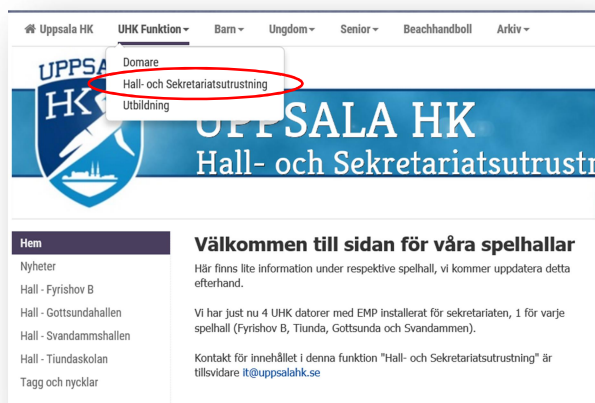 Uppsala HK UHK Funktion Barn Ungdom Senior Beachhandboll Arkiv
Domare
Hall- och Sekretariatsutrustning
Utbildning
UPPSA
HK
UPPSALA HK
Hall- och Sekretariatsutrustn
Hem
Nyheter
Hall - Fyrishov B
Hall - Gottsundahallen
Hall - Svandammshallen
Hall - Tiundaskolan
Tagg och nycklar
Välkommen till sidan för våra spelhallar
Här finns lite information under respektive spelhall, vi kommer uppdatera detta
efterhand.
Vi har just nu 4 UHK datorer med EMP installerat för sekretariaten, 1 för varje
spelhall (Fyrishov B, Tiunda, Gottsunda och Svandammen).
Kontakt för innehållet i denna funktion "Hall- och Sekretariatsutrustning" är
tillsvidare it@uppsalahk.se